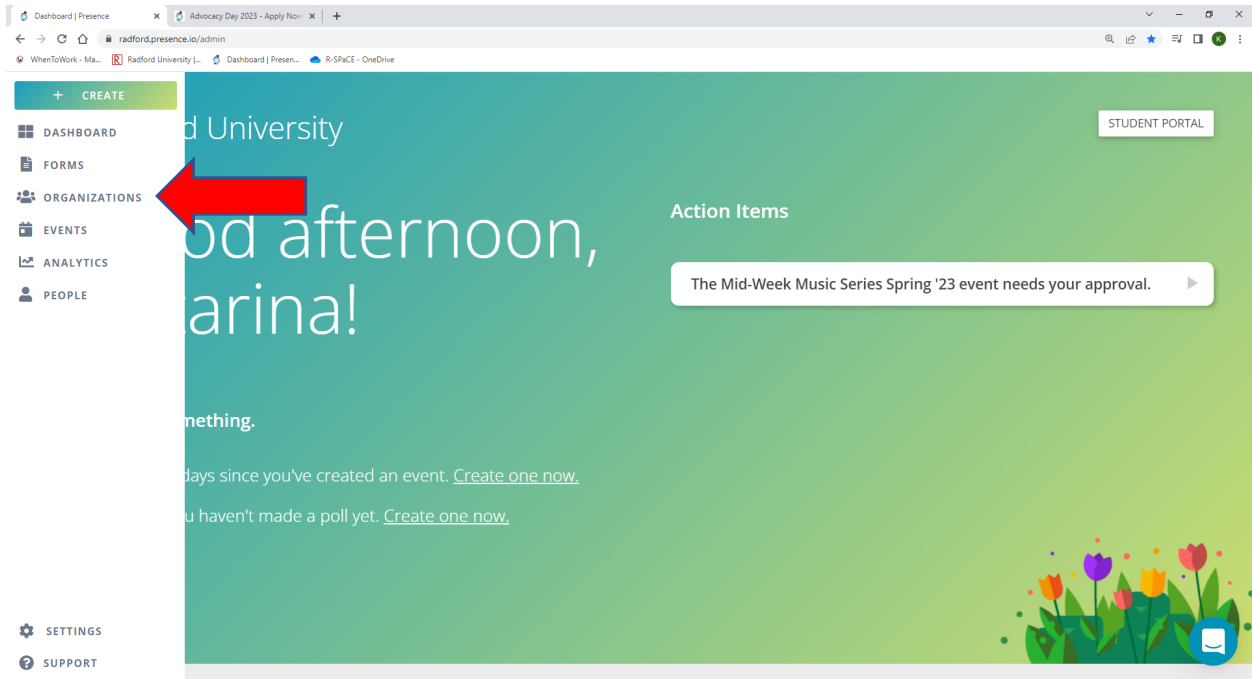 Dashboard | Presence
Advocacy Day 2023 - Apply Now
radford.presence.io/admin
K
WhenToWork - Ma...
Radford University |...
Dashboard | Presen...
R-SPaCE - OneDrive
+ CREATE
DASHBOARD
FORMS
ORGANIZATIONS
EVENTS
ANALYTICS
PEOPLE
SETTINGS
SUPPORT
d University
STUDENT PORTAL
od afternoon,
arina!
Action Items
The Mid-Week Music Series Spring '23 event needs your approval.
mething.
days since you've created an event. Create one now.
u haven't made a poll yet. Create one now.